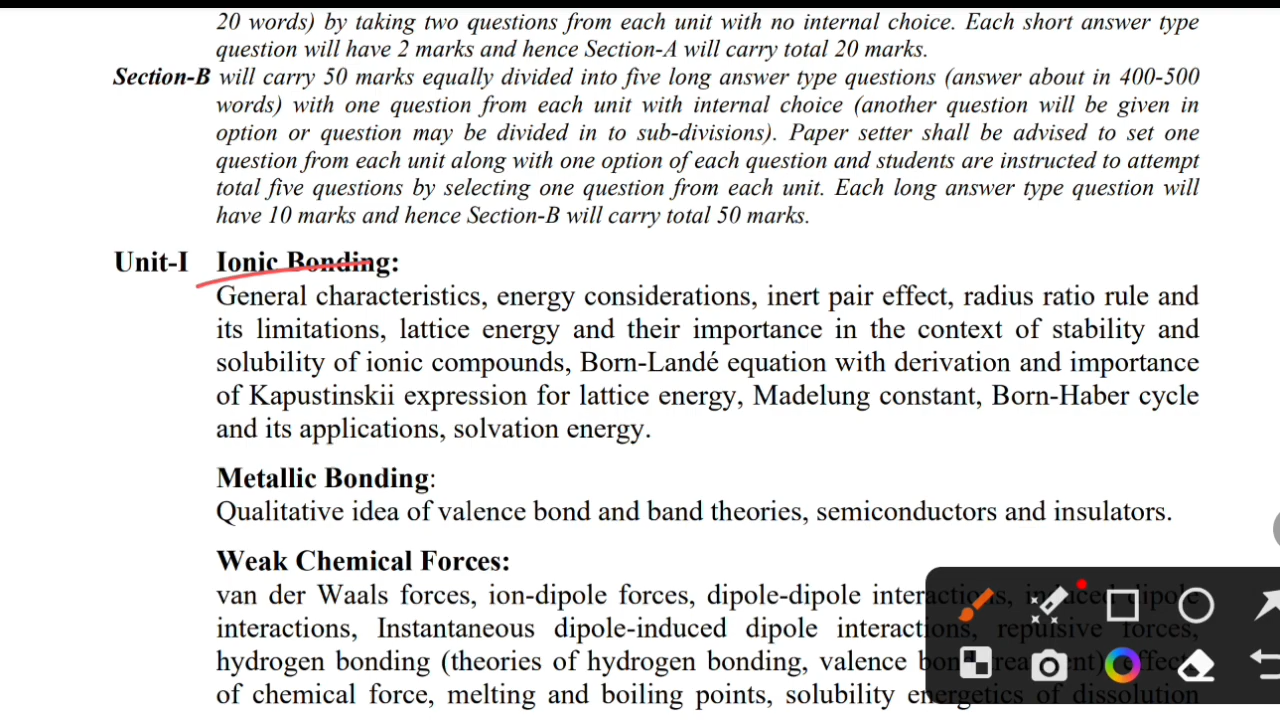 20 words) by taking two questions from each unit with no internal choice. Each short answer type
question will have 2 marks and hence Section-A will carry total 20 marks.
Section-B will carry 50 marks equally divided into five long answer type questions (answer about in 400-500
words) with one question from each unit with internal choice (another question will be given in
option or question may be divided in to sub-divisions). Paper setter shall be advised to set one
question from each unit along with one option of each question and students are instructed to attempt
total five questions by selecting one question from each unit. Each long answer type question will
have 10 marks and hence Section-B will carry total 50 marks.
Unit-I Ionic Bonding:
General characteristics, energy considerations, inert pair effect, radius ratio rule and
its limitations, lattice energy and their importance in the context of stability and
solubility of ionic compounds, Born-Landé equation with derivation and importance
of Kapustinskii expression for lattice energy, Madelung constant, Born-Haber cycle
and its applications, solvation energy.
Metallic Bonding:
Qualitative idea of valence bond and band theories, semiconductors and insulators.
Weak Chemical Forces:
van der Waals forces, ion-dipole forces, dipole-dipole interactions, induced dipole
interactions, Instantaneous dipole-induced dipole interactions, repulsive forces,
hydrogen bonding (theories of hydrogen bonding, valence bond
of chemical force, melting and boiling points, solubility energetics of dissolution